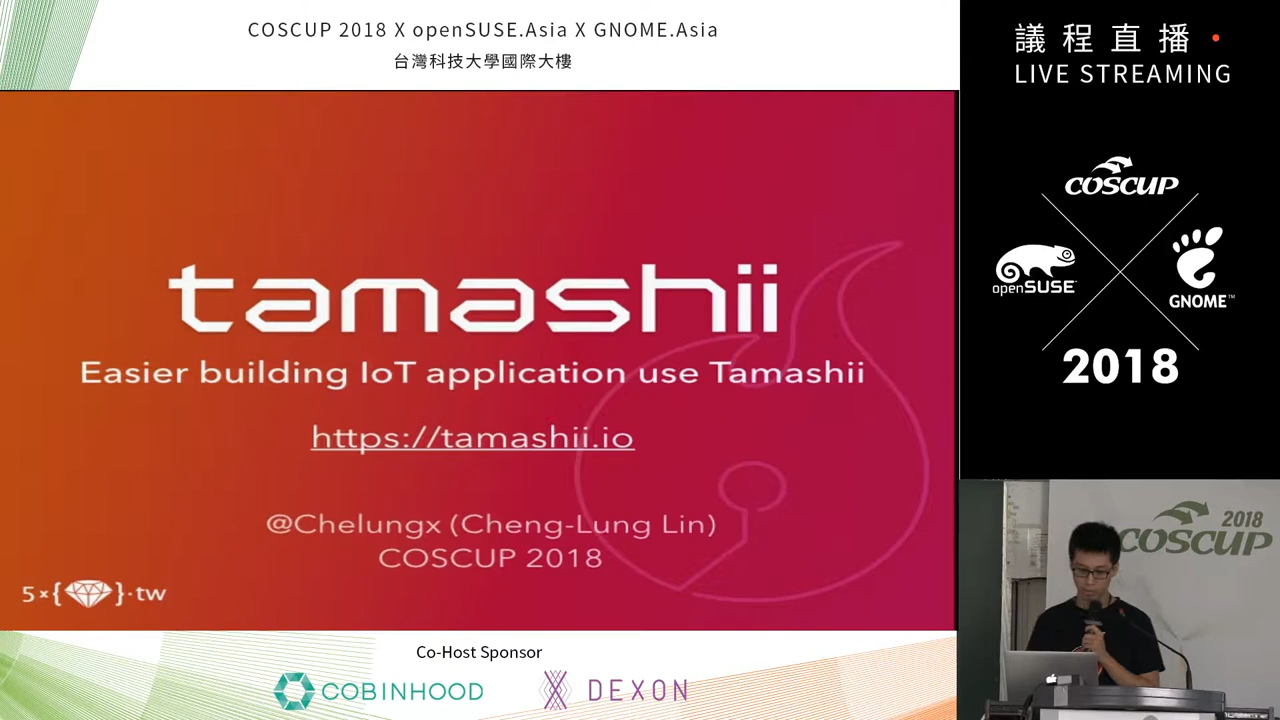 COSCUP 2018 X openSUSE.Asia X GNOME.Asia
台灣科技大學國際大樓
tamashii
Easier building IoT application use Tamashii
https://tamashii.io
@Chelungx (Cheng-Lung Lin)
COSCUP 2018
5×{}·tw
Co-Host Sponsor
COBINHOOD
DEXON
議程直播
LIVE STREAMING
COSCUP
openSUSE
GNOME™
2018
2018
COSCUP